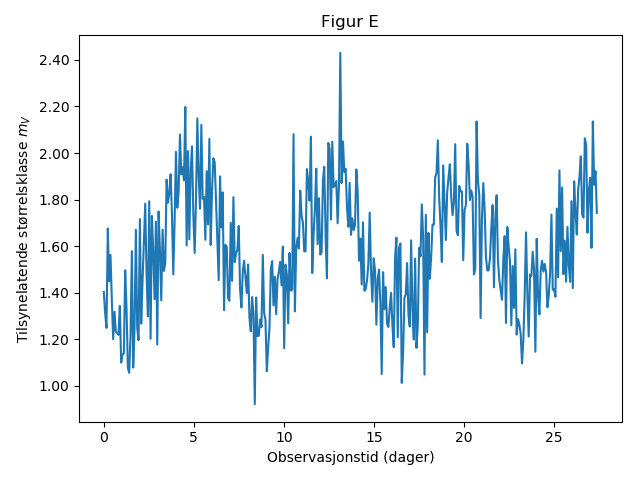 Figur E
Tilsynelatende størrelsesklasse m_V
2.40
2.20
2.00
1.80
1.60
1.40
1.20
1.00
0 5 10 15 20 25
Observasjonstid (dager)